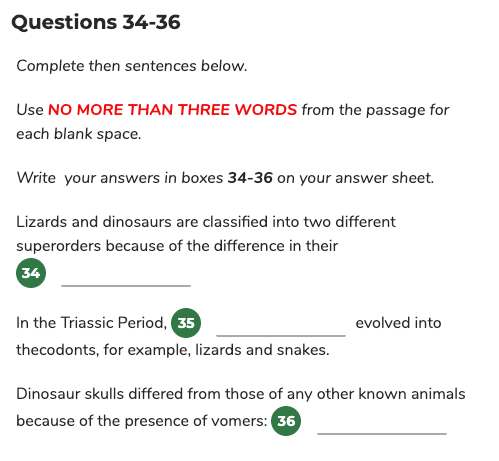 Questions 34-36
Complete then sentences below.
Use NO MORE THAN THREE WORDS from the passage for
each blank space.
Write your answers in boxes 34-36 on your answer sheet.
Lizards and dinosaurs are classified into two different
superorders because of the difference in their
34
In the Triassic Period, 35 evolved into
thecodonts, for example, lizards and snakes.
Dinosaur skulls differed from those of any other known animals
because of the presence of vomers: 36